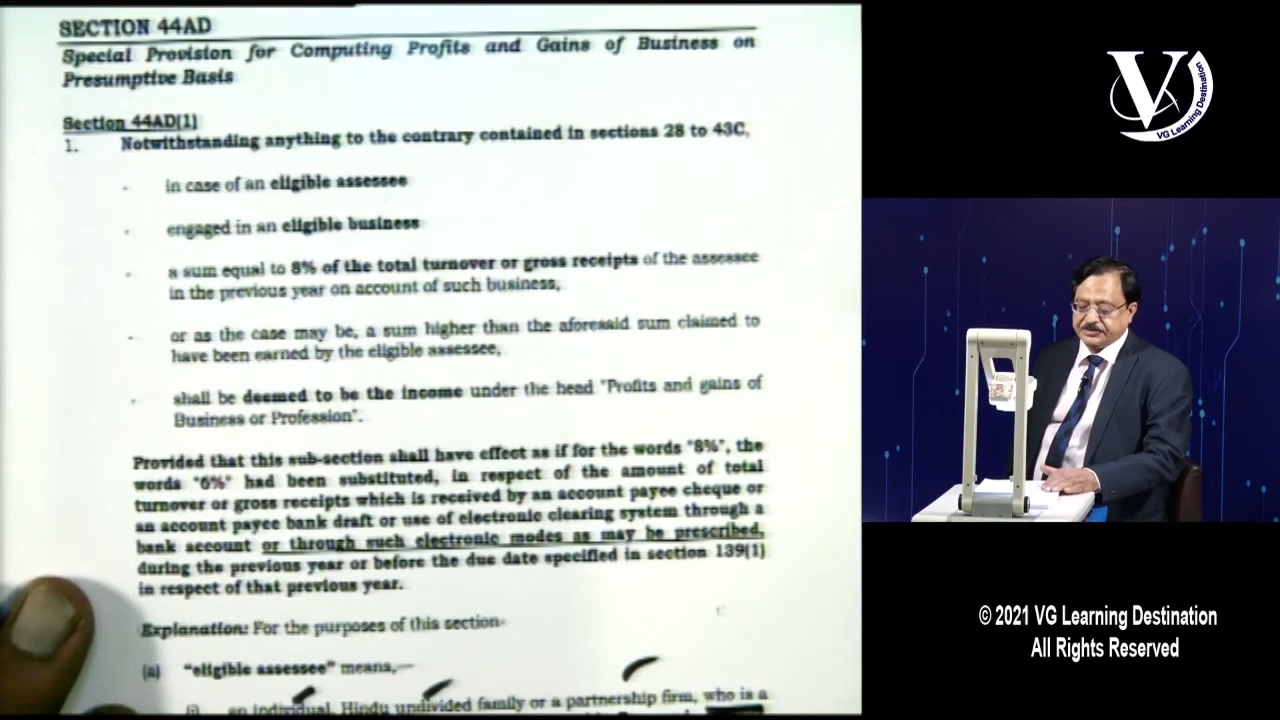 SECTION 44AD
Special Provision for Computing Profits and Gains of Business on
Presumptive Basis
Section 44AD(1)
1. Notwithstanding anything to the contrary contained in sections 28 to 43C,
- in case of an eligible assessee
- engaged in an eligible business
- a sum equal to 8% of the total turnover or gross receipts of the assessee
in the previous year on account of such business,
- or as the case may be, a sum higher than the aforesaid sum claimed to
have been earned by the eligible assessee,
- shall be deemed to be the income under the head "Profits and gains of
Business or Profession".
Provided that this sub-section shall have effect as if for the words "8%", the
words "6%" had been substituted, in respect of the amount of total
turnover or gross receipts which is received by an account payee cheque or
an account payee bank draft or use of electronic clearing system through a
bank account or through such electronic modes as may be prescribed,
during the previous year or before the due date specified in section 139(1)
in respect of that previous year.
Explanation: For the purposes of this section-
(a) "eligible assessee" means,—
(i) an individual, Hindu undivided family or a partnership firm, who is a
V
VG Learning Destination
© 2021 VG Learning Destination
All Rights Reserved